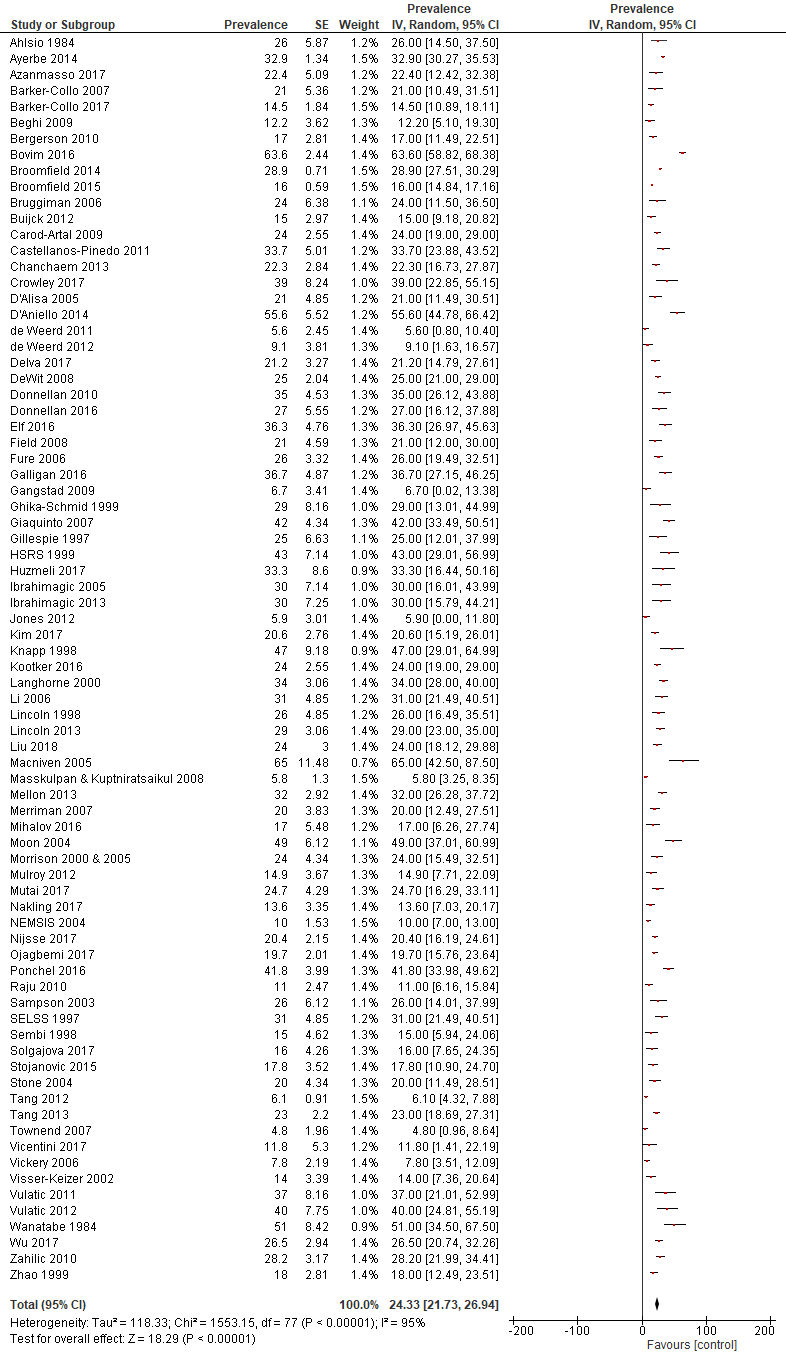 Prevalence Prevalence
Study or Subgroup Prevalence SE Weight IV, Random, 95% CI IV, Random, 95% CI
Ahlsio 1984 26 5.87 1.2% 26.00 [14.50, 37.50]
Ayerbe 2014 32.9 1.34 1.5% 32.90 [30.27, 35.53]
Azanmasso 2017 22.4 5.09 1.2% 22.40 [12.42, 32.38]
Barker-Collo 2007 21 5.36 1.2% 21.00 [10.49, 31.51]
Barker-Collo 2017 14.5 1.84 1.4% 14.50 [10.89, 18.11]
Beghi 2009 12.2 3.62 1.3% 12.20 [5.10, 19.30]
Bergerson 2010 17 2.81 1.4% 17.00 [11.49, 22.51]
Bovim 2016 63.6 2.44 1.4% 63.60 [58.82, 68.38]
Broomfield 2014 28.9 0.71 1.5% 28.90 [27.51, 30.29]
Broomfield 2015 16 0.59 1.5% 16.00 [14.84, 17.16]
Bruggiman 2006 24 6.38 1.1% 24.00 [11.50, 36.50]
Buijck 2012 15 2.97 1.4% 15.00 [9.18, 20.82]
Carod-Artal 2009 24 2.55 1.4% 24.00 [19.00, 29.00]
Castellanos-Pinedo 2011 33.7 5.01 1.2% 33.70 [23.88, 43.52]
Chanchaem 2013 22.3 2.84 1.4% 22.30 [16.73, 27.87]
Crowley 2017 39 8.24 1.0% 39.00 [22.85, 55.15]
D'Alisa 2005 21 4.85 1.2% 21.00 [11.49, 30.51]
D'Aniello 2014 55.6 5.52 1.2% 55.60 [44.78, 66.42]
de Weerd 2011 5.6 2.45 1.4% 5.60 [0.80, 10.40]
de Weerd 2012 9.1 3.81 1.3% 9.10 [1.63, 16.57]
Delva 2017 21.2 3.27 1.4% 21.20 [14.79, 27.61]
DeWit 2008 25 2.04 1.4% 25.00 [21.00, 29.00]
Donnellan 2010 35 4.53 1.3% 35.00 [26.12, 43.88]
Donnellan 2016 27 5.55 1.2% 27.00 [16.12, 37.88]
Elf 2016 36.3 4.76 1.3% 36.30 [26.97, 45.63]
Field 2008 21 4.59 1.3% 21.00 [12.00, 30.00]
Fure 2006 26 3.32 1.4% 26.00 [19.49, 32.51]
Galligan 2016 36.7 4.87 1.2% 36.70 [27.15, 46.25]
Gangstad 2009 6.7 3.41 1.4% 6.70 [0.02, 13.38]
Ghika-Schmid 1999 29 8.16 1.0% 29.00 [13.01, 44.99]
Giaquinto 2007 42 4.34 1.3% 42.00 [33.49, 50.51]
Gillespie 1997 25 6.63 1.1% 25.00 [12.01, 37.99]
HSRS 1999 43 7.14 1.0% 43.00 [29.01, 56.99]
Huzmeli 2017 33.3 8.6 0.9% 33.30 [16.44, 50.16]
Ibrahimagic 2005 30 7.14 1.0% 30.00 [16.01, 43.99]
Ibrahimagic 2013 30 7.25 1.0% 30.00 [15.79, 44.21]
Jones 2012 5.9 3.01 1.4% 5.90 [0.00, 11.80]
Kim 2017 20.6 2.76 1.4% 20.60 [15.19, 26.01]
Knapp 1998 47 9.18 0.9% 47.00 [29.01, 64.99]
Kootker 2016 24 2.55 1.4% 24.00 [19.00, 29.00]
Langhorne 2000 34 3.06 1.4% 34.00 [28.00, 40.00]
Li 2006 31 4.85 1.2% 31.00 [21.49, 40.51]
Lincoln 1998 26 4.85 1.2% 26.00 [16.49, 35.51]
Lincoln 2013 29 3.06 1.4% 29.00 [23.00, 35.00]
Liu 2018 24 3 1.4% 24.00 [18.12, 29.88]
Macniven 2005 65 11.48 0.7% 65.00 [42.50, 87.50]
Masskulpan & Kuptniratsaikul 2008 5.8 1.3 1.5% 5.80 [3.25, 8.35]
Mellon 2013 32 2.92 1.4% 32.00 [26.28, 37.72]
Merriman 2007 20 3.83 1.3% 20.00 [12.49, 27.51]
Mihalov 2016 17 5.48 1.2% 17.00 [6.26, 27.74]
Moon 2004 49 6.12 1.1% 49.00 [37.01, 60.99]
Morrison 2000 & 2005 24 4.34 1.3% 24.00 [15.49, 32.51]
Mulroy 2012 14.9 3.67 1.3% 14.90 [7.71, 22.09]
Mutai 2017 24.7 4.29 1.3% 24.70 [16.29, 33.11]
Nakling 2017 13.6 3.35 1.4% 13.60 [7.03, 20.17]
NEMSIS 2004 10 1.53 1.4% 10.00 [7.00, 13.00]
Nijsse 2017 20.4 2.15 1.4% 20.40 [16.19, 24.61]
Ojagbemi 2017 19.7 2.01 1.4% 19.70 [15.76, 23.64]
Ponchel 2016 41.8 3.99 1.3% 41.80 [33.98, 49.62]
Raju 2010 11 2.47 1.4% 11.00 [6.16, 15.84]
Sampson 2003 26 6.12 1.1% 26.00 [14.01, 37.99]
SELSS 1997 31 4.85 1.2% 31.00 [21.49, 40.51]
Sembi 1998 15 4.62 1.3% 15.00 [5.94, 24.06]
Solgajova 2017 16 4.26 1.3% 16.00 [7.65, 24.35]
Stojanovic 2015 17.8 3.52 1.3% 17.80 [10.90, 24.70]
Stone 2004 20 4.34 1.3% 20.00 [11.49, 28.51]
Tang 2012 6.1 0.91 1.5% 6.10 [4.32, 7.88]
Tang 2013 23 2.2 1.4% 23.00 [18.69, 27.31]
Townend 2007 4.8 1.96 1.4% 4.80 [0.96, 8.64]
Vicentini 2017 11.8 5.3 1.2% 11.80 [1.41, 22.19]
Vickery 2006 7.8 2.19 1.4% 7.80 [3.51, 12.09]
Visser-Keizer 2002 14 3.39 1.4% 14.00 [7.36, 20.64]
Vulatic 2011 37 8.16 1.0% 37.00 [21.01, 52.99]
Vulatic 2012 40 7.75 1.0% 40.00 [24.81, 55.19]
Wanatabe 1984 51 8.42 0.9% 51.00 [34.50, 67.50]
Wu 2017 26.5 2.94 1.4% 26.50 [20.74, 32.26]
Zahilic 2010 28.2 3.17 1.4% 28.20 [21.99, 34.41]
Zhao 1999 18 2.81 1.4% 18.00 [12.49, 23.51]
Total (95% CI) 100.0% 24.33 [21.73, 26.94]
Heterogeneity: Tau² = 118.33; Chi² = 1553.15, df = 77 (P < 0.00001); I² = 95%
Test for overall effect: Z = 18.29 (P < 0.00001)
-200 -100 0 100 200
Favours [control]